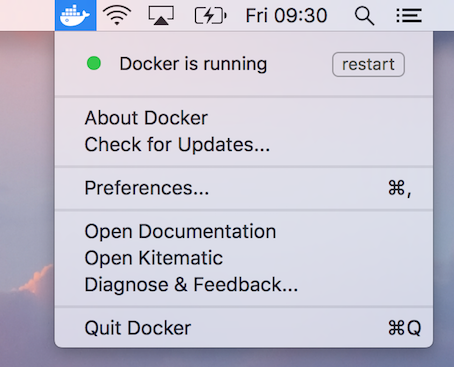 Fri 09:30
Docker is running restart
About Docker
Check for Updates...
Preferences... ⌘,
Open Documentation
Open Kitematic
Diagnose & Feedback...
Quit Docker ⌘Q